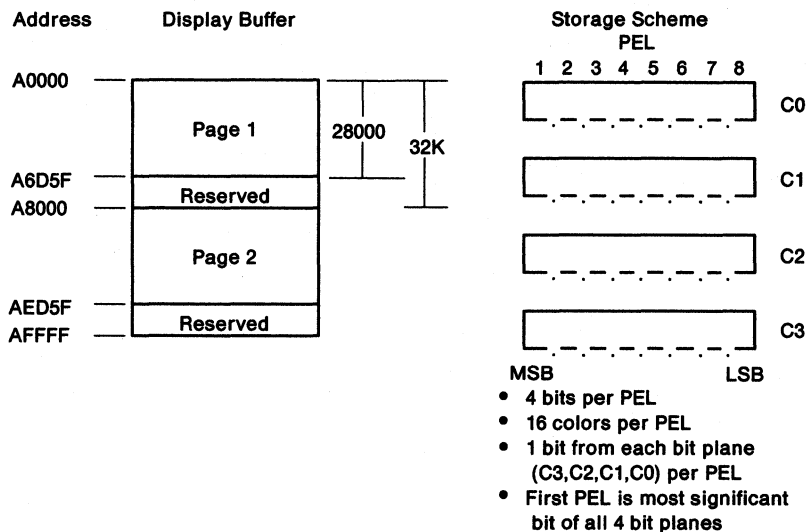 Address Display Buffer
A0000
Page 1
28000
32K
A6D5F
Reserved
A8000
Page 2
AED5F
Reserved
AFFFF
Storage Scheme
PEL
1 2 3 4 5 6 7 8
C0
C1
C2
C3
MSB LSB
• 4 bits per PEL
• 16 colors per PEL
• 1 bit from each bit plane
(C3,C2,C1,C0) per PEL
• First PEL is most significant
bit of all 4 bit planes